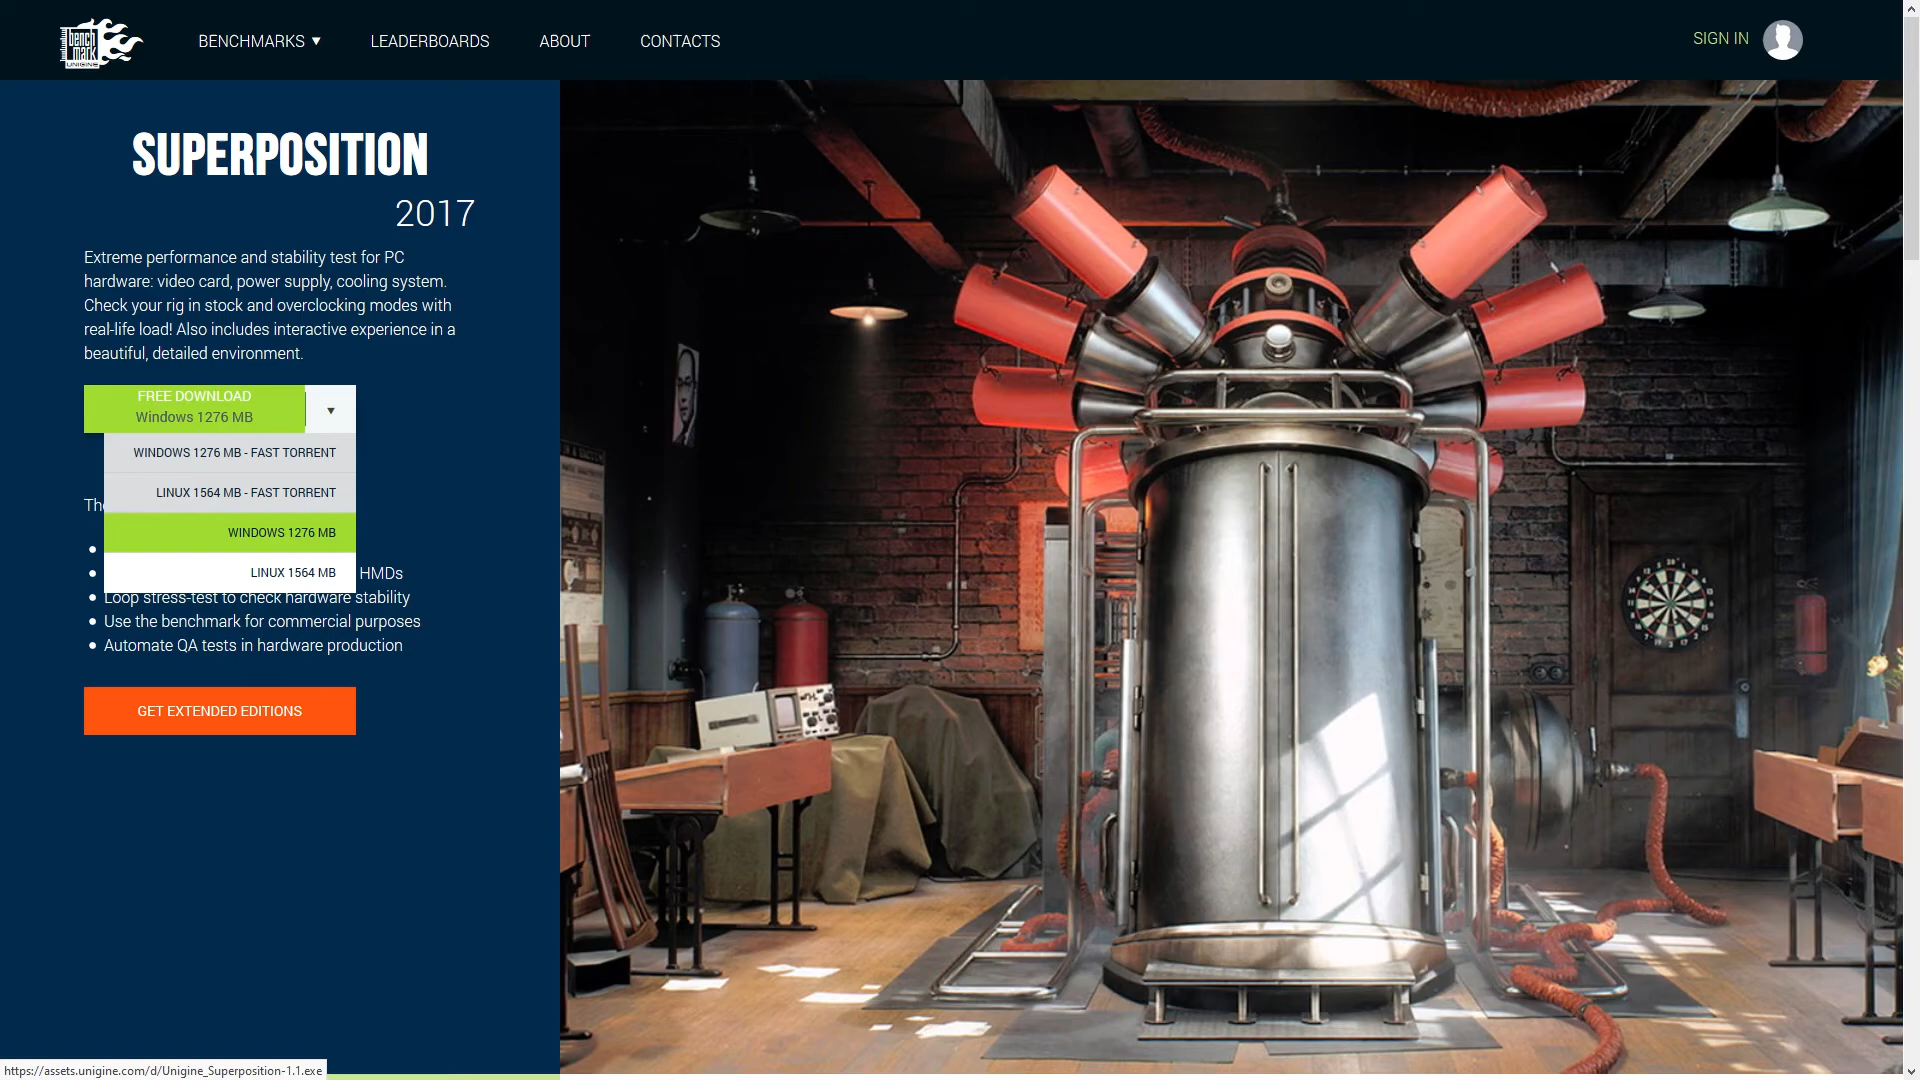 bench
mark
UNIGINE
BENCHMARKS ▼
LEADERBOARDS
ABOUT
CONTACTS
SIGN IN
SUPERPOSITION
2017
Extreme performance and stability test for PC
hardware: video card, power supply, cooling system.
Check your rig in stock and overclocking modes with
real-life load! Also includes interactive experience in a
beautiful, detailed environment.
FREE DOWNLOAD
Windows 1276 MB
▼
WINDOWS 1276 MB - FAST TORRENT
LINUX 1564 MB - FAST TORRENT
WINDOWS 1276 MB
LINUX 1564 MB
HMDs
Loop stress-test to check hardware stability
Use the benchmark for commercial purposes
Automate QA tests in hardware production
GET EXTENDED EDITIONS
https://assets.unigine.com/d/Unigine_Superposition-1.1.exe